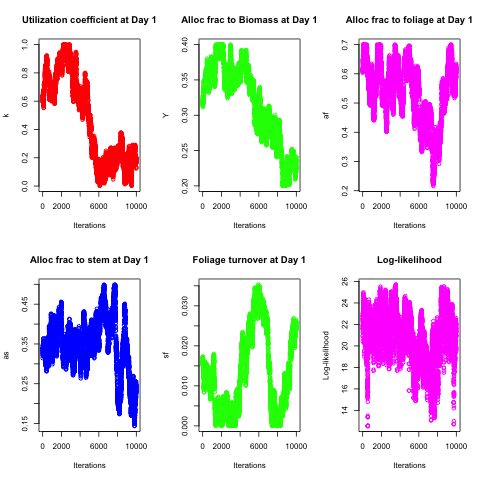 Utilization coefficient at Day 1
k
0.0 0.2 0.4 0.6 0.8 1.0
0 2000 6000 10000
Iterations
Alloc frac to Biomass at Day 1
Y
0.20 0.25 0.30 0.35 0.40
0 2000 6000 10000
Iterations
Alloc frac to foliage at Day 1
af
0.2 0.3 0.4 0.5 0.6 0.7
0 2000 6000 10000
Iterations
Alloc frac to stem at Day 1
as
0.15 0.25 0.35 0.45
0 2000 6000 10000
Iterations
Foliage turnover at Day 1
sf
0.000 0.010 0.020 0.030
0 2000 6000 10000
Iterations
Log-likelihood
Log-likelihood
14 16 18 20 22 24 26
0 2000 6000 10000
Iterations